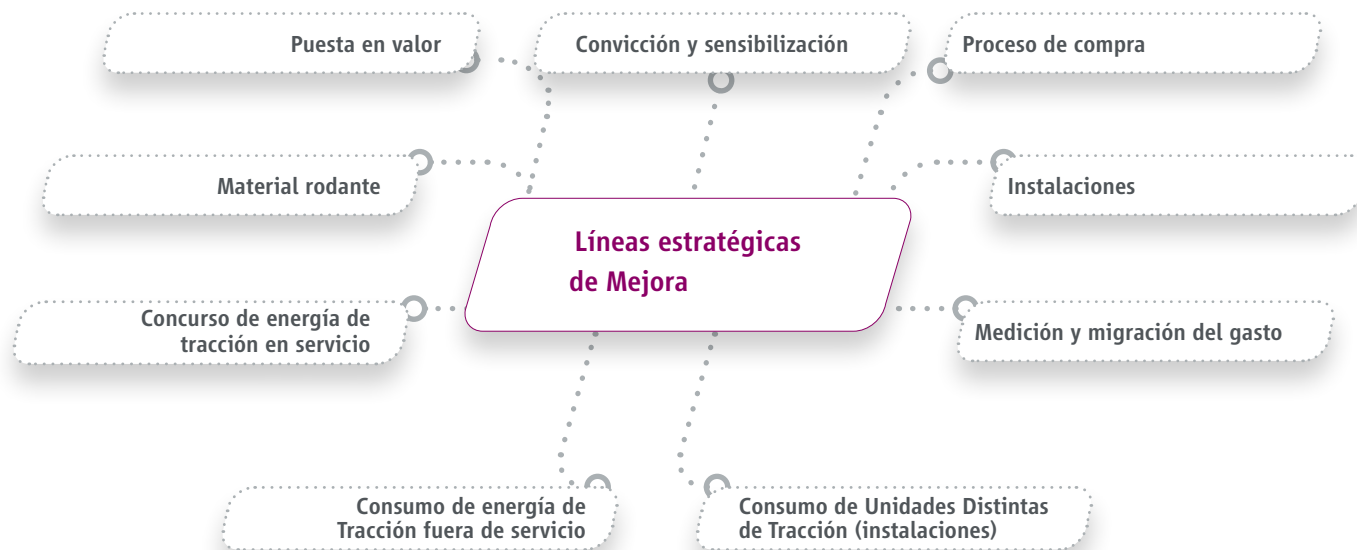 Puesta en valor
Convicción y sensibilización
Proceso de compra
Material rodante
Instalaciones
Líneas estratégicas
de Mejora
Concurso de energía de
tracción en servicio
Medición y migración del gasto
Consumo de energía de
Tracción fuera de servicio
Consumo de Unidades Distintas
de Tracción (instalaciones)